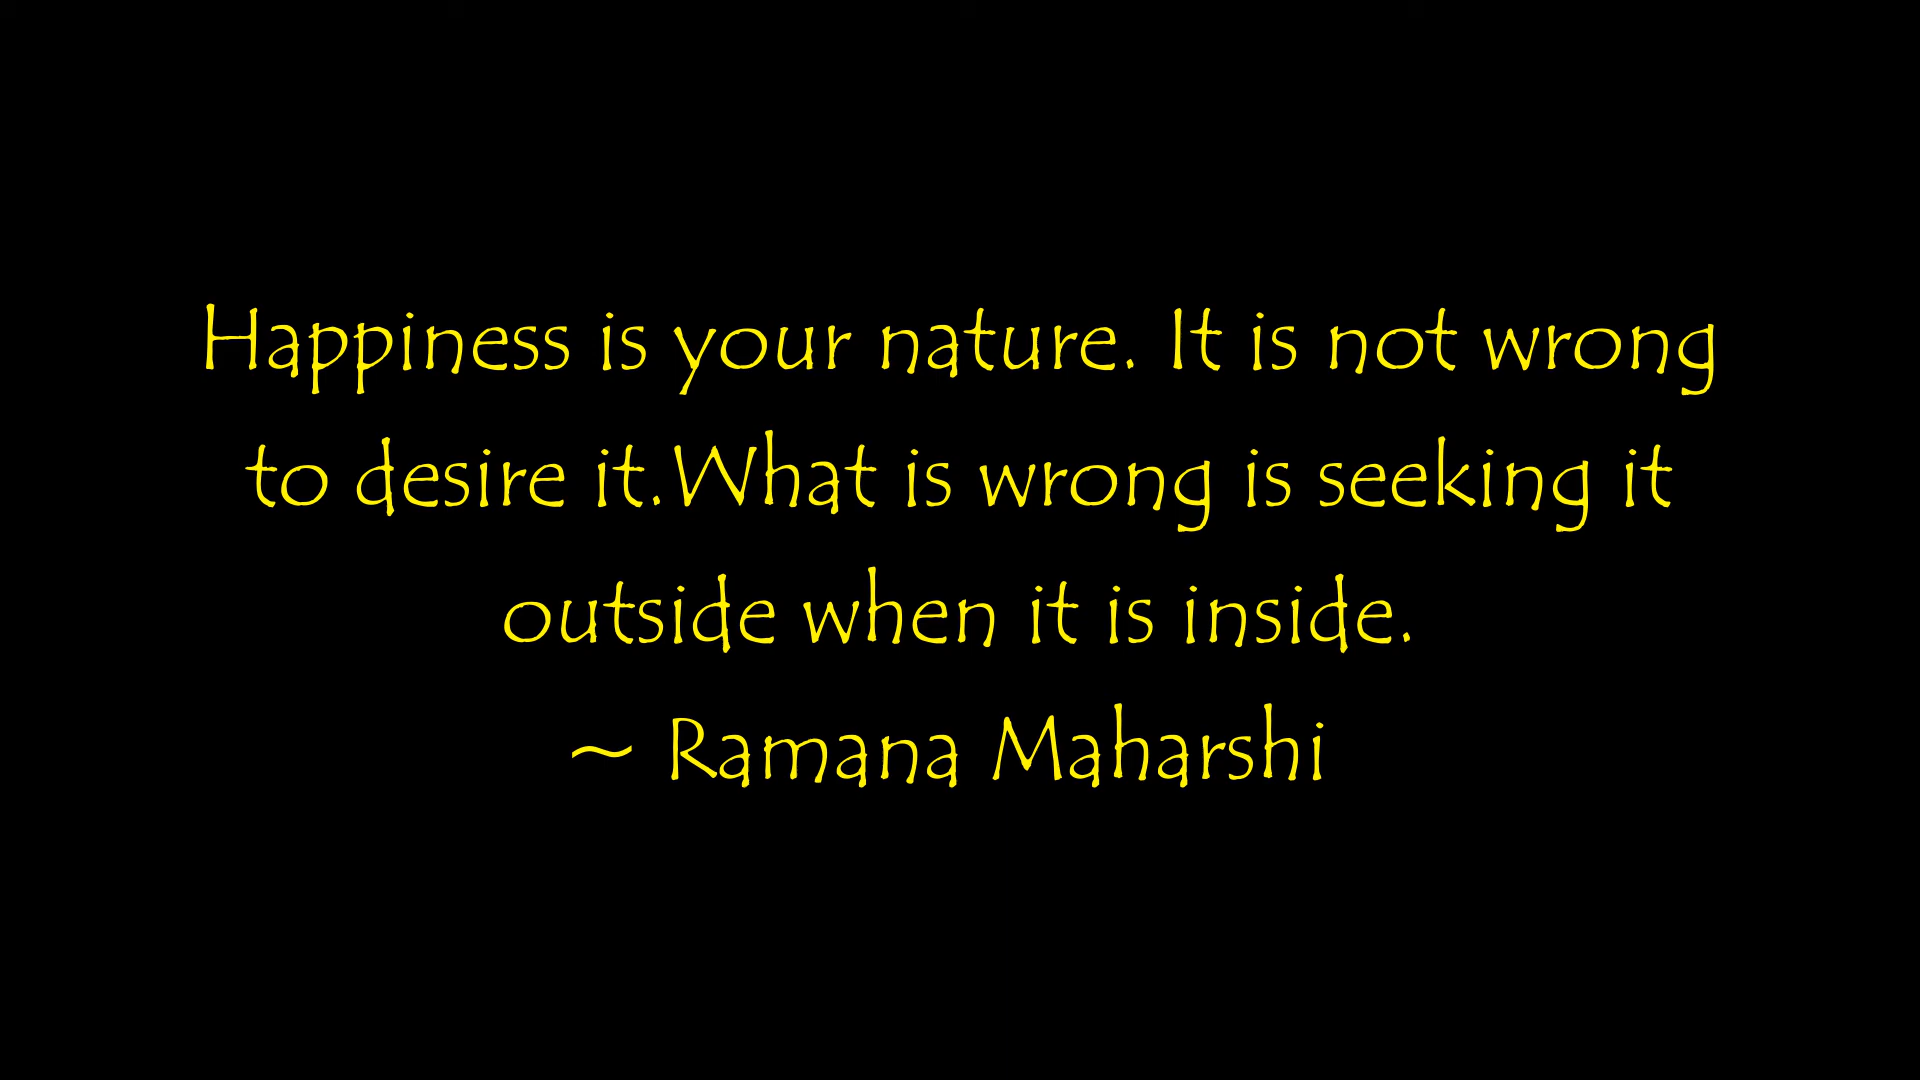 Happiness is your nature. It is not wrong
to desire it.What is wrong is seeking it
outside when it is inside.
~ Ramana Maharshi